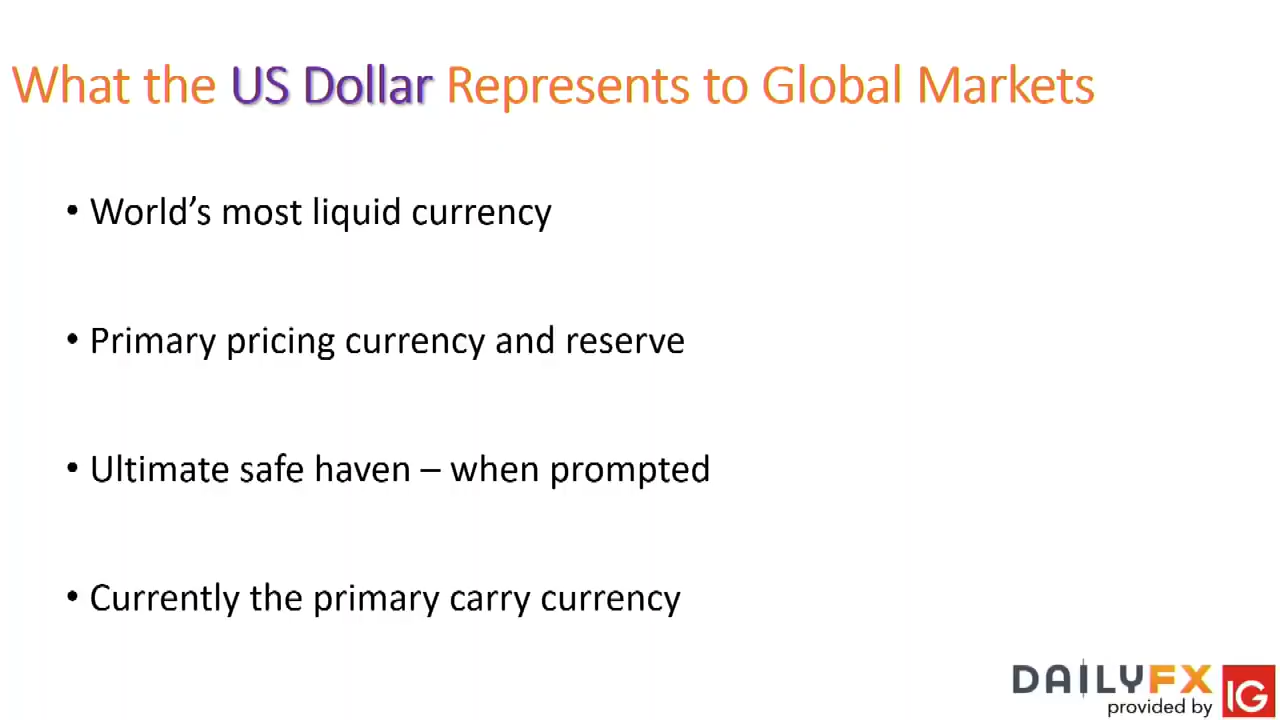 What the US Dollar Represents to Global Markets
• World’s most liquid currency
• Primary pricing currency and reserve
• Ultimate safe haven – when prompted
• Currently the primary carry currency
DAILYFX
provided by IG